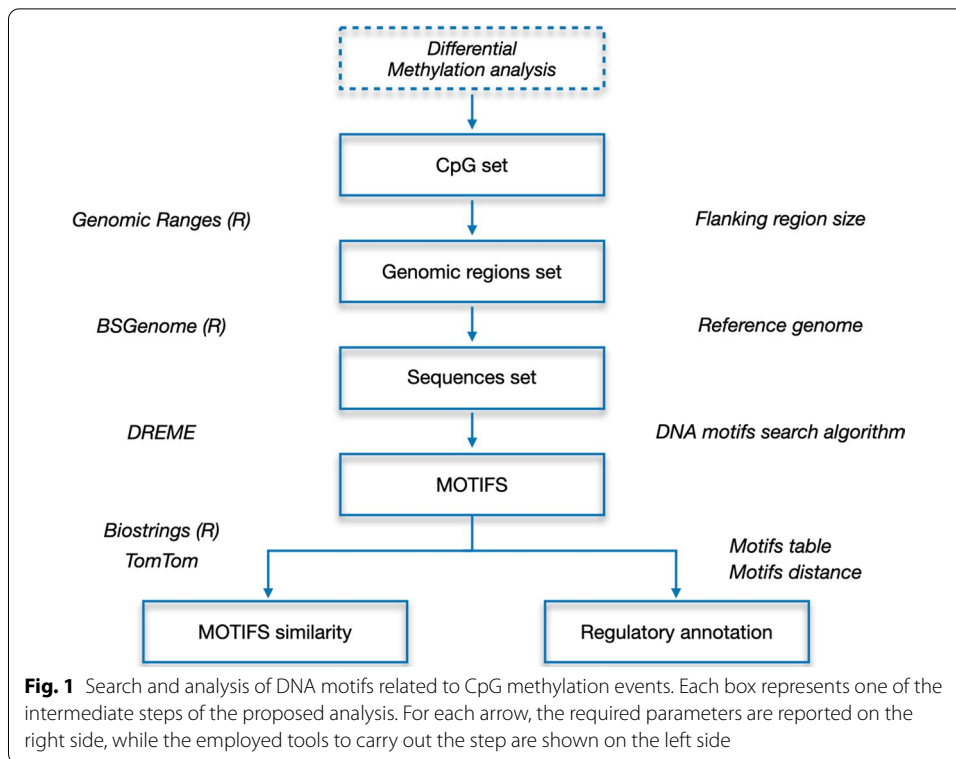 Differential
Methylation analysis
CpG set
Genomic Ranges (R)
Flanking region size
Genomic regions set
BSGenome (R)
Reference genome
Sequences set
DREME
DNA motifs search algorithm
MOTIFS
Biostrings (R)
TomTom
Motifs table
Motifs distance
MOTIFS similarity
Regulatory annotation
Fig. 1 Search and analysis of DNA motifs related to CpG methylation events. Each box represents one of the
intermediate steps of the proposed analysis. For each arrow, the required parameters are reported on the
right side, while the employed tools to carry out the step are shown on the left side